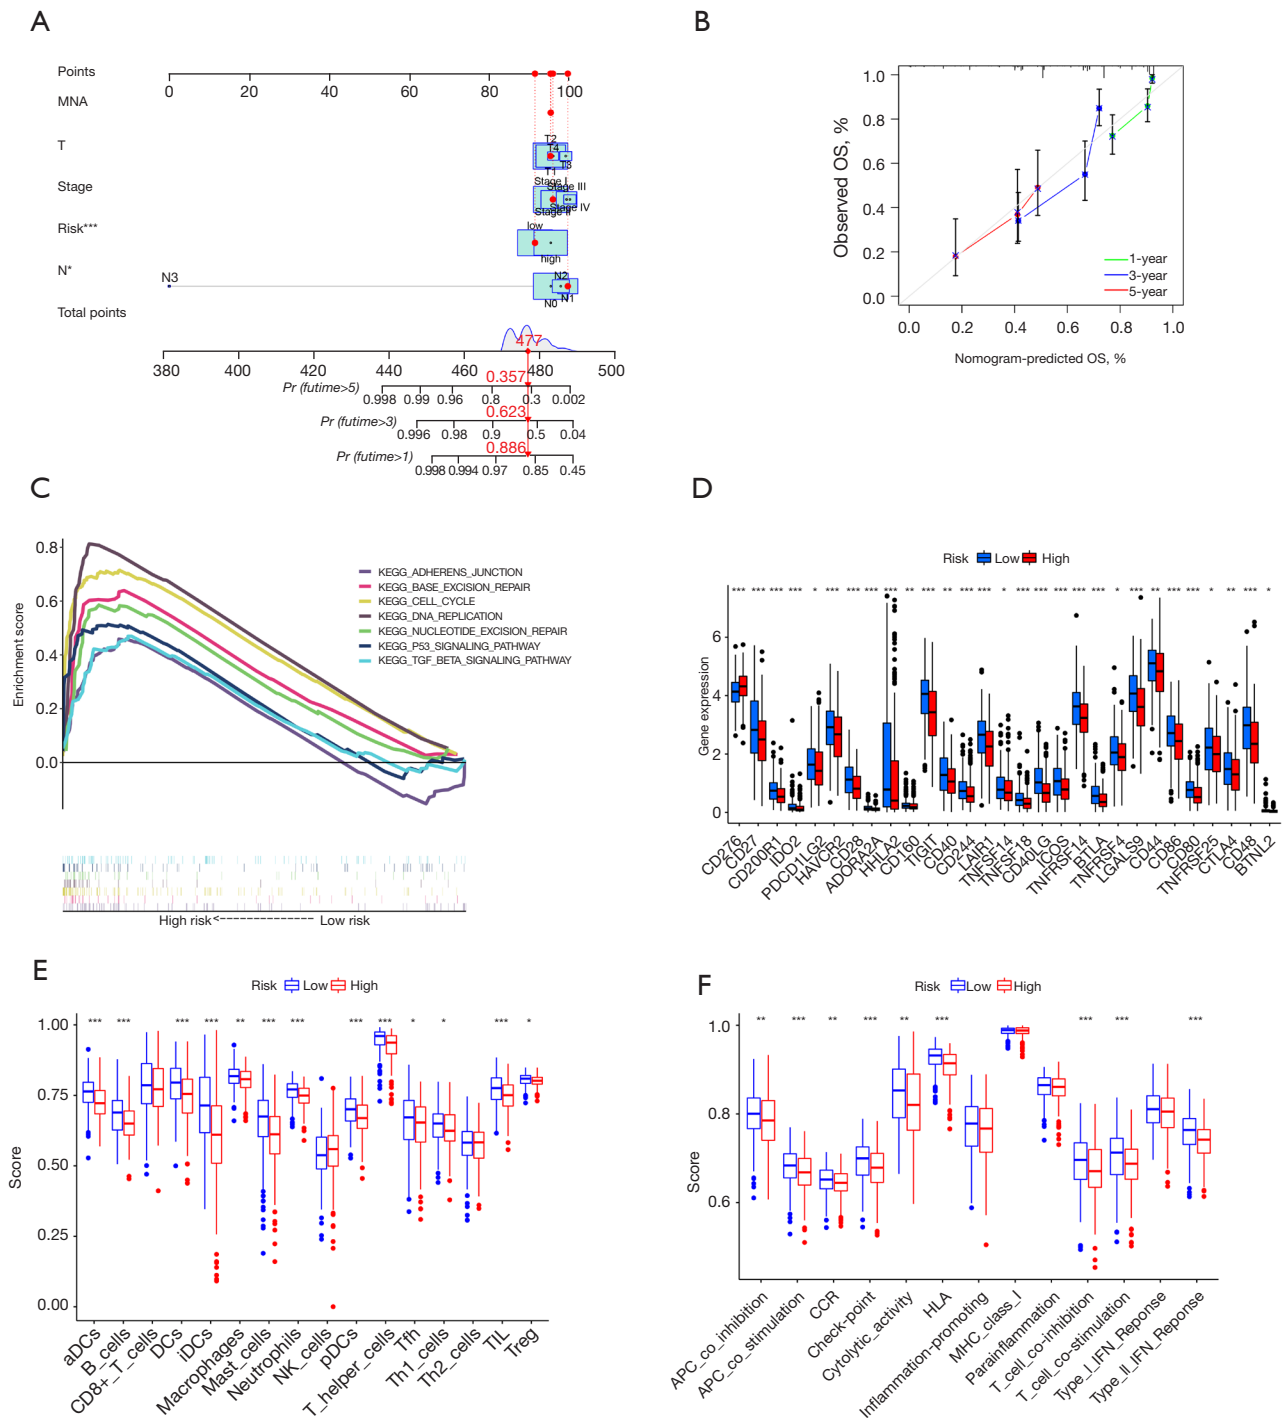 A
Points
0 20 40 60 80 100
MNA
T
T2
T4
T3
T1
Stage
Stage I
Stage III
Stage IV
Stage II
Risk***
low
high
N*
N3
N2
N1
N0
Total points
477
380 400 420 440 460 480 500
Pr (futime>5)
0.357
0.998 0.99 0.96 0.8 0.3 0.002
Pr (futime>3)
0.623
0.996 0.98 0.9 0.5 0.04
Pr (futime>1)
0.886
0.998 0.994 0.97 0.85 0.45
B
Observed OS, %
1.0
0.8
0.6
0.4
0.2
0.0
1-year
3-year
5-year
0.0 0.2 0.4 0.6 0.8 1.0
Nomogram-predicted OS, %
C
Enrichment score
0.8
0.6
0.4
0.2
0.0
KEGG_ADHERENS_JUNCTION
KEGG_BASE_EXCISION_REPAIR
KEGG_CELL_CYCLE
KEGG_DNA_REPLICATION
KEGG_NUCLEOTIDE_EXCISION_REPAIR
KEGG_P53_SIGNALING_PATHWAY
KEGG_TGF_BETA_SIGNALING_PATHWAY
High risk<--------------- Low risk
D
Risk Low High
Gene expression
6
4
2
0
*** *** *** *** * *** *** *** *** ** *** ** *** *** * *** *** *** *** *** * *** ** *** *** * ** *** *
CD276
CD27
CD200R1
IDO2
PDCD1LG2
HAVCR2
CD28
ADORA2A
HHLA2
CD160
TIGIT
CD40
CD244
LAIR1
TNFSF14
TNFSF18
CD40LG
ICOS
TNFRSF14
BTLA
TNFRSF4
LGALS9
CD44
CD86
CD80
TNFRSF25
CTLA4
CD48
BTNL2
E
Risk Low High
Score
1.00
0.75
0.50
0.25
0.00
*** *** *** *** ** *** *** *** *** * * *** *
aDCs
B_cells
CD8+_T_cells
DCs
iDCs
Macrophages
Mast_cells
Neutrophils
NK_cells
pDCs
T_helper_cells
Tfh
Th1_cells
Th2_cells
TIL
Treg
F
Risk Low High
Score
1.0
0.8
0.6
** *** ** *** ** *** *** *** ***
APC_co_inhibition
APC_co_stimulation
CCR
Check-point
Cytolytic_activity
HLA
Inflammation-promoting
MHC_class_I
Parainflammation
T_cell_co-inhibition
T_cell_co-stimulation
Type_I_IFN_Reponse
Type_II_IFN_Reponse